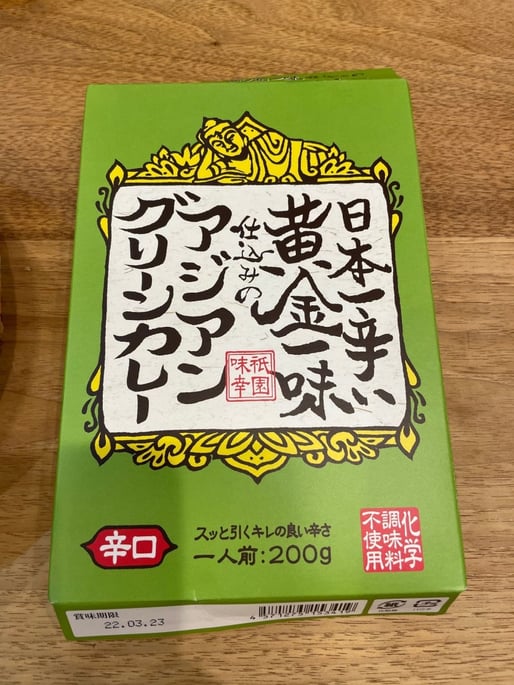 日本一辛い
黄金一味
仕込みの
アジアン
グリーンカレー
祇園
味幸
辛口
スッと引くキレの良い辛さ
一人前:200g
化学
調味料
不使用
賞味期限
22.03.23
紙